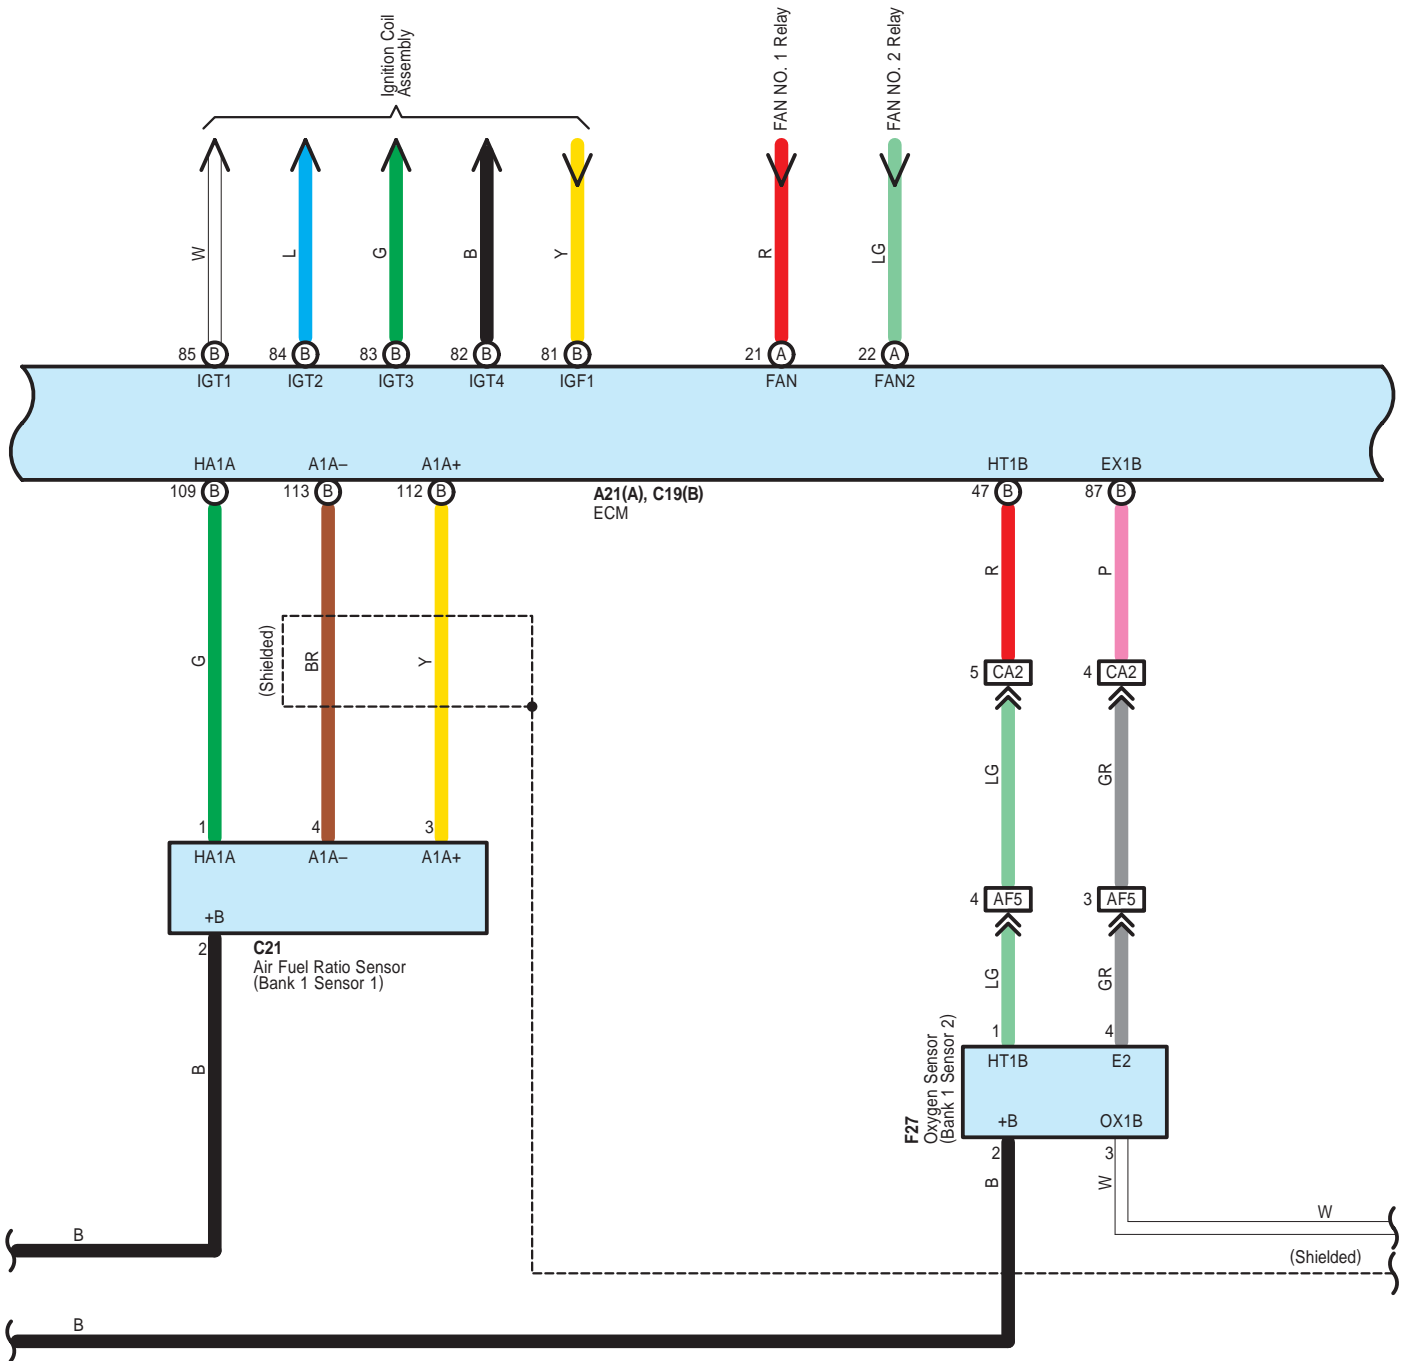 Ignition Coil
Assembly
FAN NO. 1 Relay
FAN NO. 2 Relay
W
L
G
B
Y
R
LG
85 B
84 B
83 B
82 B
81 B
21 A
22 A
IGT1
IGT2
IGT3
IGT4
IGF1
FAN
FAN2
HA1A
A1A–
A1A+
HT1B
EX1B
109 B
113 B
112 B
47 B
87 B
A21(A), C19(B)
ECM
R
P
(Shielded)
G
BR
Y
5 CA2
4 CA2
LG
GR
1
4
3
HA1A
A1A–
A1A+
+B
2
C21
Air Fuel Ratio Sensor
(Bank 1 Sensor 1)
4 AF5
3 AF5
LG
GR
1
4
HT1B
E2
+B
OX1B
F27
Oxygen Sensor
(Bank 1 Sensor 2)
2
3
B
B
W
B
W
(Shielded)
B